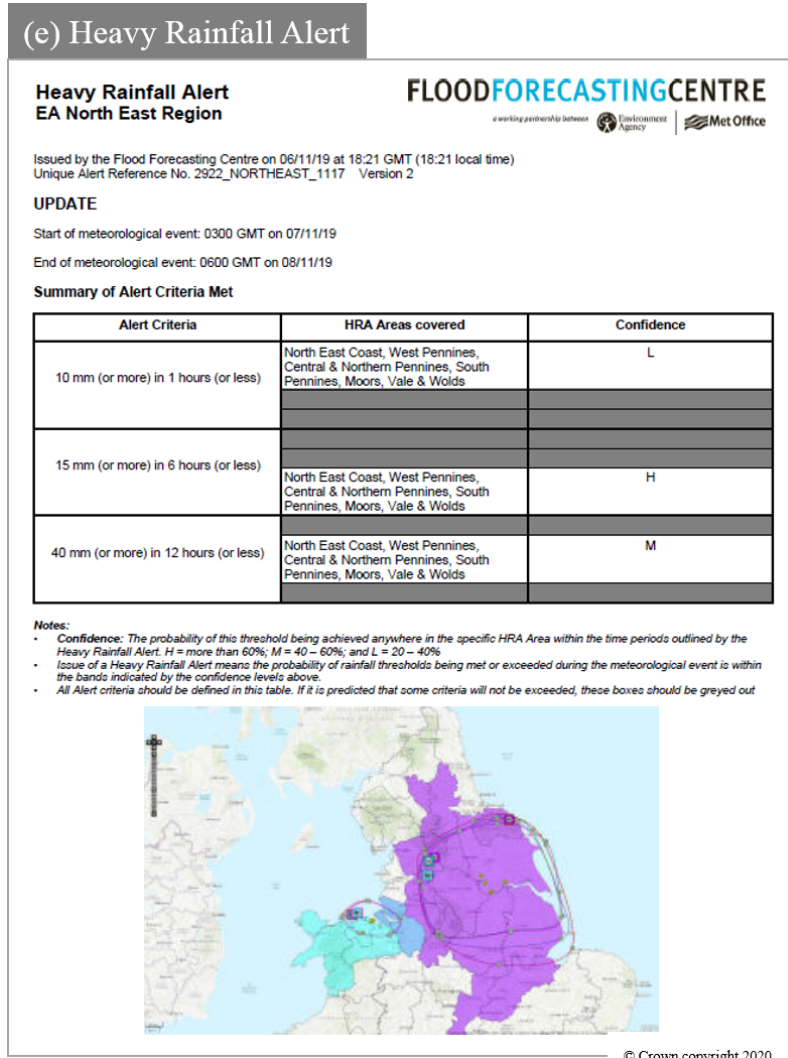 (e) Heavy Rainfall Alert
Heavy Rainfall Alert
EA North East Region
FLOODFORECASTINGCENTRE
a working partnership between
Environment
Agency
Met Office
Issued by the Flood Forecasting Centre on 06/11/19 at 18:21 GMT (18:21 local time)
Unique Alert Reference No. 2922_NORTHEAST_1117 Version 2
UPDATE
Start of meteorological event: 0300 GMT on 07/11/19
End of meteorological event: 0600 GMT on 08/11/19
Summary of Alert Criteria Met
Alert Criteria HRA Areas covered Confidence
10 mm (or more) in 1 hours (or less)
North East Coast, West Pennines,
Central & Northern Pennines, South
Pennines, Moors, Vale & Wolds
L
15 mm (or more) in 6 hours (or less)
North East Coast, West Pennines,
Central & Northern Pennines, South
Pennines, Moors, Vale & Wolds
H
40 mm (or more) in 12 hours (or less)
North East Coast, West Pennines,
Central & Northern Pennines, South
Pennines, Moors, Vale & Wolds
M
Notes:
• Confidence: The probability of this threshold being achieved anywhere in the specific HRA Area within the time periods outlined by the
Heavy Rainfall Alert. H = more than 60%; M = 40 – 60%; and L = 20 – 40%
• Issue of a Heavy Rainfall Alert means the probability of rainfall thresholds being met or exceeded during the meteorological event is within
the bands indicated by the confidence levels above.
• All Alert criteria should be defined in this table. If it is predicted that some criteria will not be exceeded, these boxes should be greyed out
© Crown copyright 2020